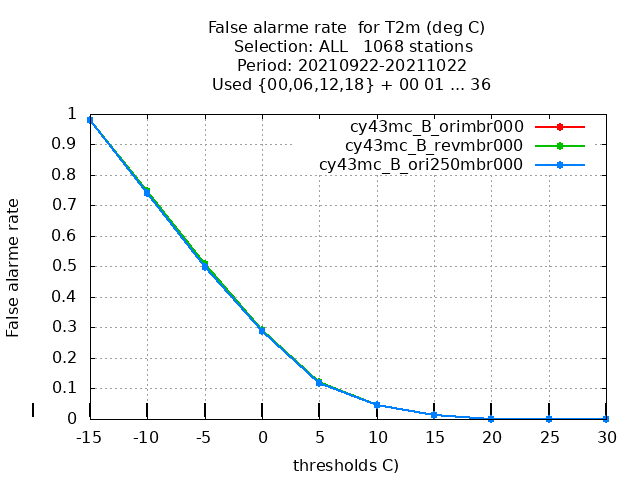 False alarme rate  for T2m (deg C)
Selection: ALL   1068 stations
Period: 20210922-20211022
Used {00,06,12,18} + 00 01 ... 36
cy43mc_B_orimbr000
cy43mc_B_revmbr000
cy43mc_B_ori250mbr000
False alarme rate
1
0.9
0.8
0.7
0.6
0.5
0.4
0.3
0.2
0.1
0
-15 -10 -5 0 5 10 15 20 25 30
thresholds C)